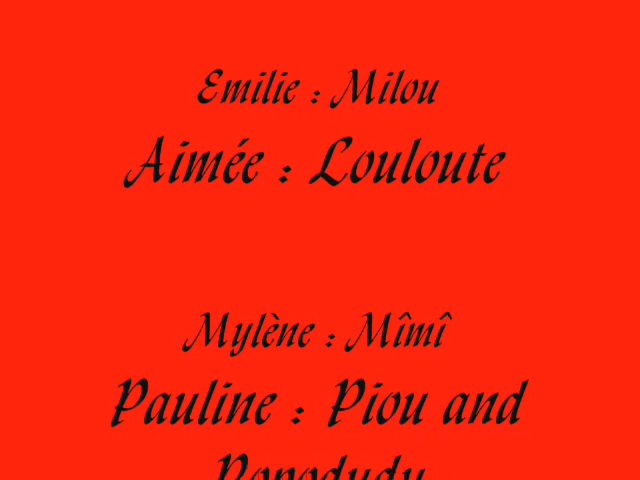 Emilie : Milou
Aimée : Louloute
Mylène : Mîmî
Pauline : Piou and